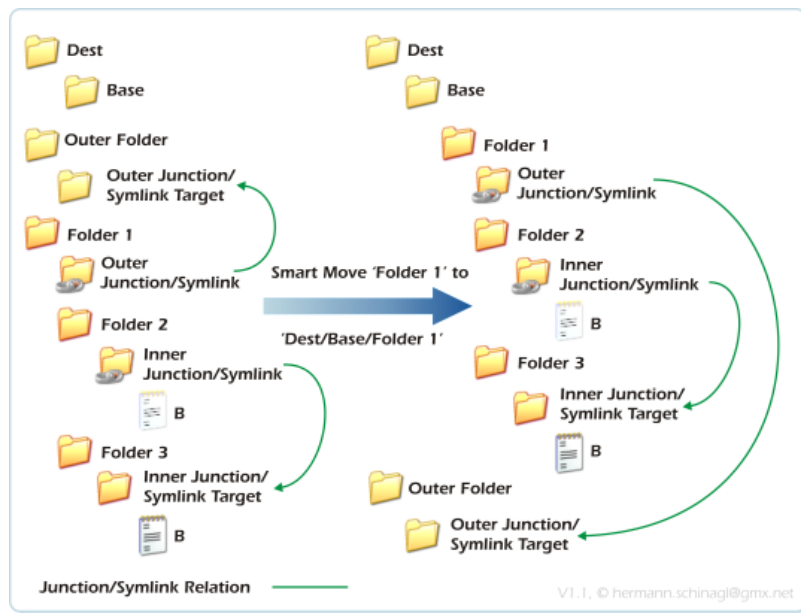 Dest
Base
Outer Folder
Outer Junction/
Symlink Target
Folder 1
Outer
Junction/Symlink
Folder 2
Inner
Junction/Symlink
B
Folder 3
Inner Junction/
Symlink Target
B
Smart Move 'Folder 1' to
'Dest/Base/Folder 1'
Dest
Base
Folder 1
Outer
Junction/Symlink
Folder 2
Inner
Junction/Symlink
B
Folder 3
Inner Junction/
Symlink Target
B
Outer Folder
Outer Junction/
Symlink Target
Junction/Symlink Relation
V1.1, © hermann.schinagl@gmx.net